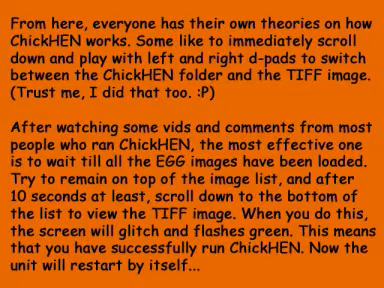 From here, everyone has their own theories on how
ChickHEN works. Some like to immediately scroll
down and play with left and right d-pads to switch
between the ChickHEN folder and the TIFF image.
(Trust me, I did that too. :P)
After watching some vids and comments from most
people who ran ChickHEN, the most effective one
is to wait till all the EGG images have been loaded.
Try to remain on top of the image list, and after
10 seconds at least, scroll down to the bottom of
the list to view the TIFF image. When you do this,
the screen will glitch and flashes green. This means
that you have successfully run ChickHEN. Now the
unit will restart by itself...